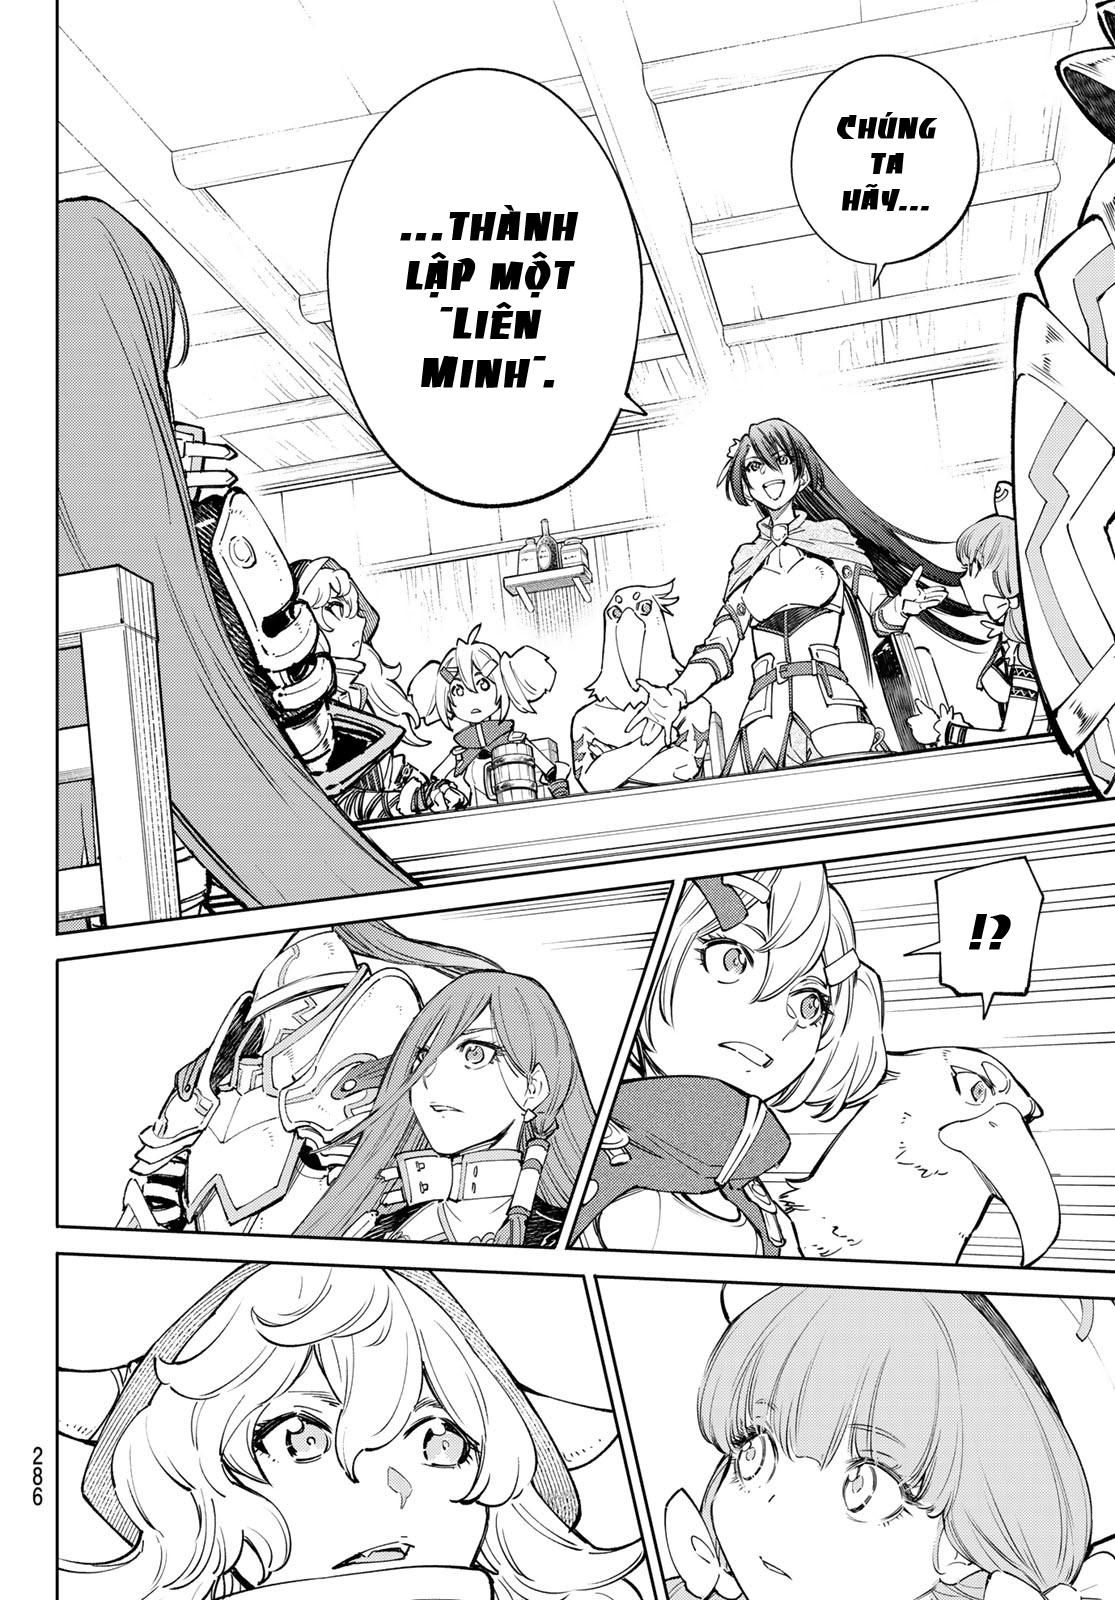 CHÚNG
TA
HÃY...
...THÀNH
LẬP MỘT
"LIÊN
MINH".
!?
286